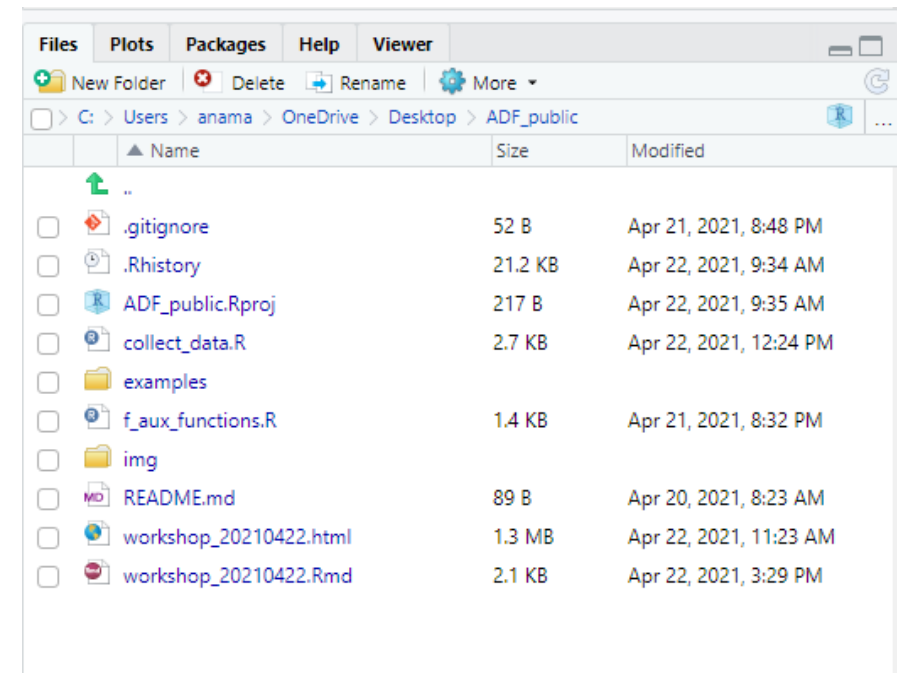 Files Plots Packages Help Viewer
New Folder Delete Rename More
C: > Users > anama > OneDrive > Desktop > ADF_public R ...
Name Size Modified
..
.gitignore 52 B Apr 21, 2021, 8:48 PM
.Rhistory 21.2 KB Apr 22, 2021, 9:34 AM
R ADF_public.Rproj 217 B Apr 22, 2021, 9:35 AM
R collect_data.R 2.7 KB Apr 22, 2021, 12:24 PM
examples
R f_aux_functions.R 1.4 KB Apr 21, 2021, 8:32 PM
img
MD README.md 89 B Apr 20, 2021, 8:23 AM
workshop_20210422.html 1.3 MB Apr 22, 2021, 11:23 AM
workshop_20210422.Rmd 2.1 KB Apr 22, 2021, 3:29 PM